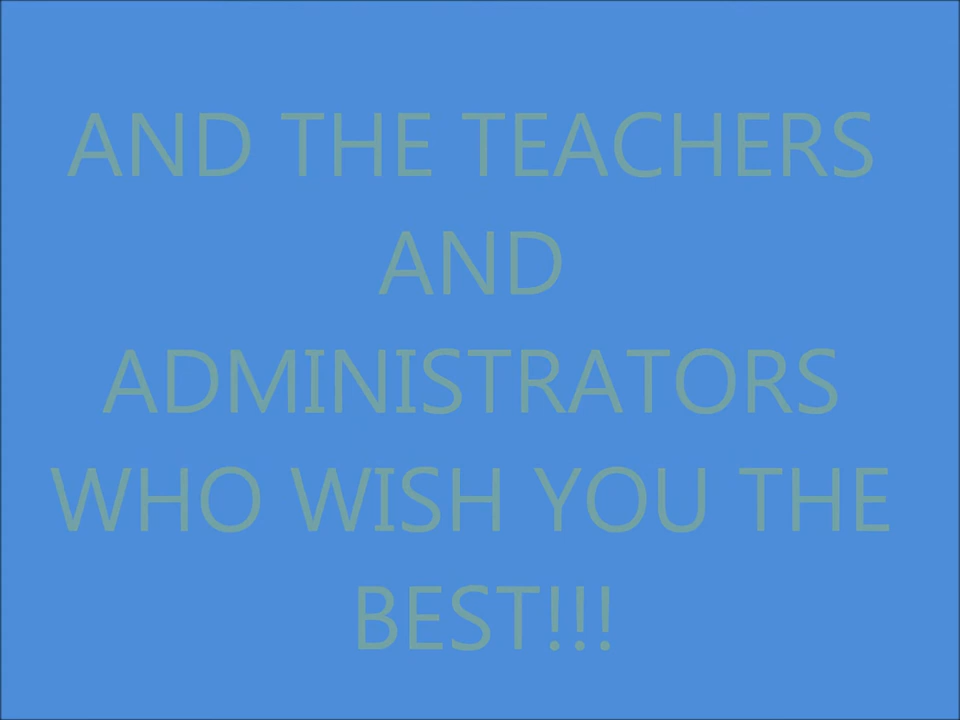 AND THE TEACHERS
AND
ADMINISTRATORS
WHO WISH YOU THE
BEST!!!